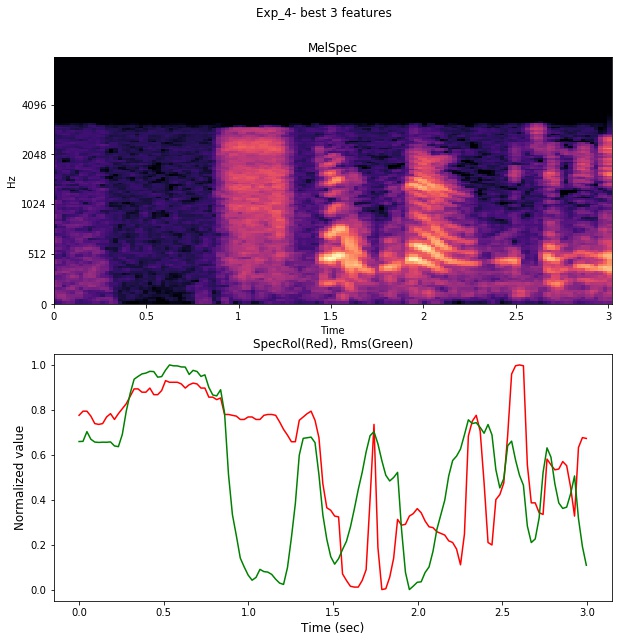 Exp_4- best 3 features
MelSpec
Hz
4096
2048
1024
512
0
0 0.5 1 1.5 2 2.5 3
Time
SpecRol(Red), Rms(Green)
Normalized value
1.0
0.8
0.6
0.4
0.2
0.0
0.0 0.5 1.0 1.5 2.0 2.5 3.0
Time (sec)